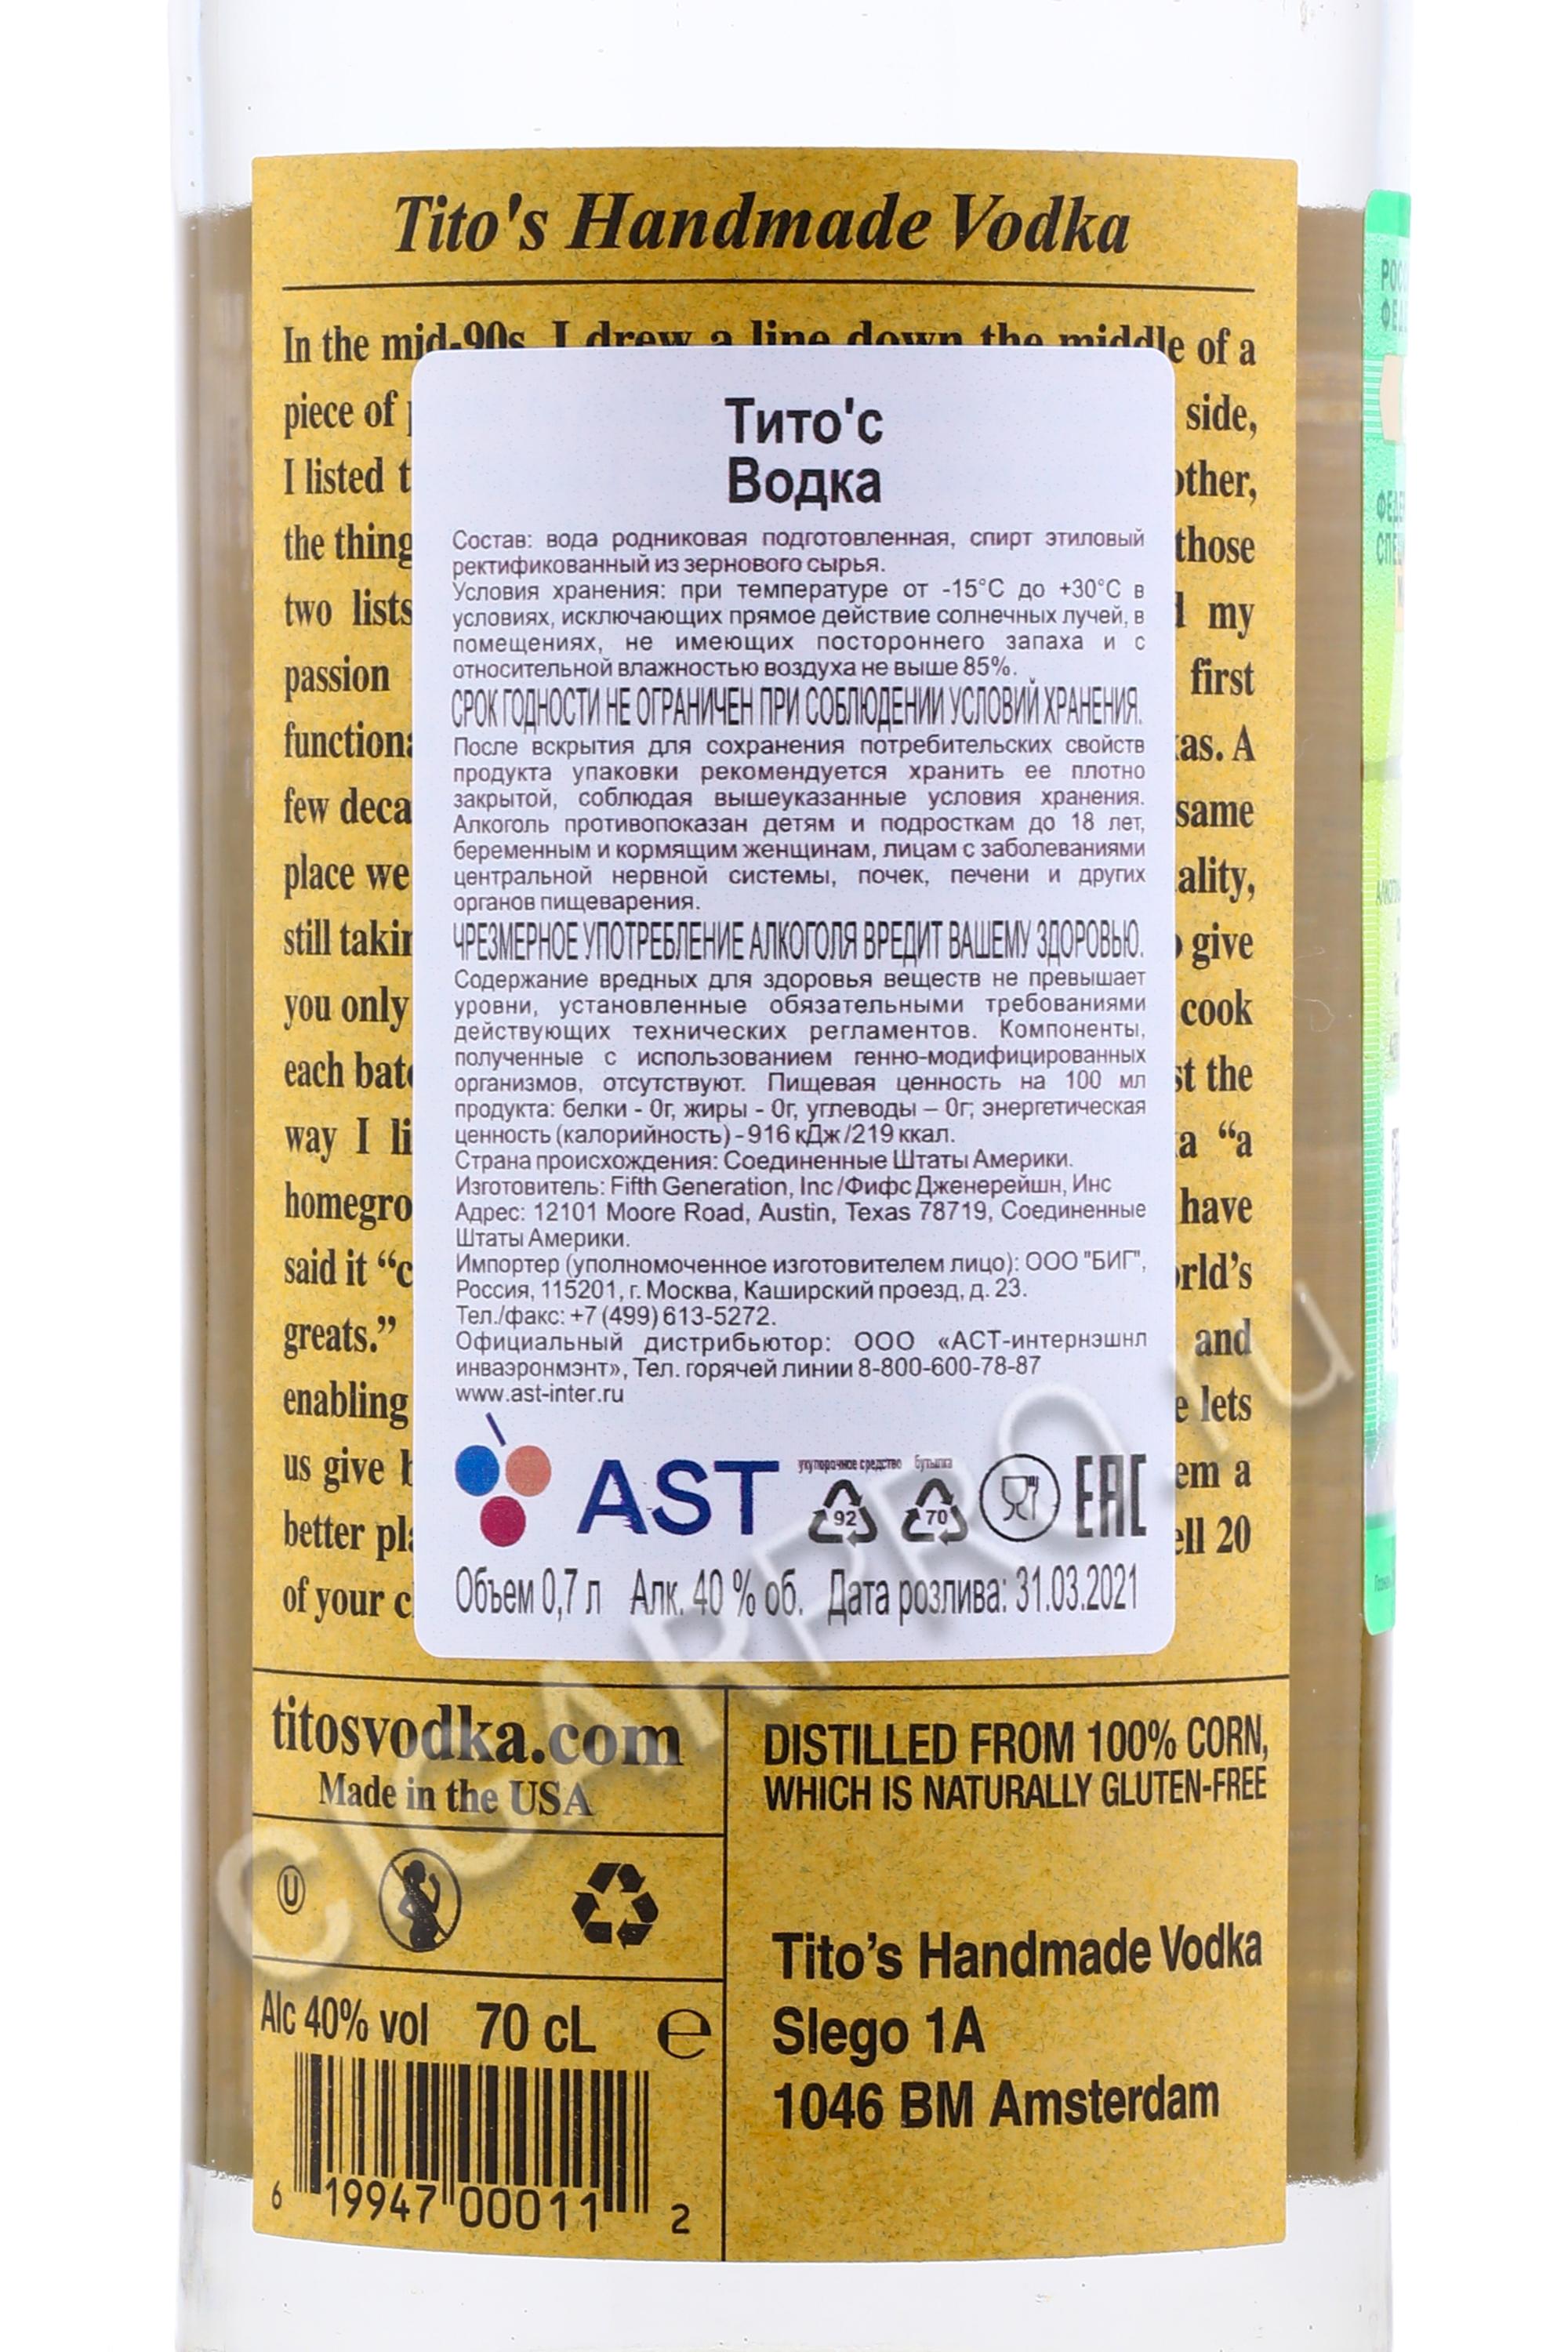 Tito's Handmade Vodka
In the mid-90s, I drew a line down the middle of a
piece of side,
I listed other,
the thing those
two lists my
passion first
A
few same
place we
still give
you only cook
each the
way I "a
have
said it
greats." and
enabling lets
us give a
better 20
of your
Тито'с
Водка
Состав: вода родниковая подготовленная, спирт этиловый
ректификованный из зернового сырья.
Условия хранения: при температуре от -15°С до +30°С в
условиях, исключающих прямое действие солнечных лучей, в
помещениях, не имеющих постороннего запаха и с
относительной влажностью воздуха не выше 85%.
СРОК ГОДНОСТИ НЕ ОГРАНИЧЕН ПРИ СОБЛЮДЕНИИ УСЛОВИЙ ХРАНЕНИЯ.
После вскрытия для сохранения потребительских свойств
продукта упаковки рекомендуется хранить ее плотно
закрытой, соблюдая вышеуказанные условия хранения.
Алкоголь противопоказан детям и подросткам до 18 лет,
беременным и кормящим женщинам, лицам с заболеваниями
центральной нервной системы, почек, печени и других
органов пищеварения.
ЧРЕЗМЕРНОЕ УПОТРЕБЛЕНИЕ АЛКОГОЛЯ ВРЕДИТ ВАШЕМУ ЗДОРОВЬЮ.
Содержание вредных для здоровья веществ не превышает
уровни, установленные обязательными требованиями
действующих технических регламентов. Компоненты,
полученные с использованием генно-модифицированных
организмов, отсутствуют. Пищевая ценность на 100 мл
продукта: белки - 0г, жиры - 0г, углеводы – 0г; энергетическая
ценность (калорийность) - 916 кДж /219 ккал.
Страна происхождения: Соединенные Штаты Америки.
Изготовитель: Fifth Generation, Inc /Фифс Дженерейшн, Инс
Адрес: 12101 Moore Road, Austin, Texas 78719, Соединенные
Штаты Америки.
Импортер (уполномоченное изготовителем лицо): ООО "БИГ",
Россия, 115201, г. Москва, Каширский проезд, д. 23.
Тел./факс: +7 (499) 613-5272.
Официальный дистрибьютор: ООО «АСТ-интернэшнл
инваэронмэнт», Тел. горячей линии 8-800-600-78-87
www.ast-inter.ru
AST
укупорочное средство бутылка
92 70
EAC
Объем 0,7 л Алк. 40 % об. Дата розлива: 31.03.2021
titosvodka.com
Made in the USA
DISTILLED FROM 100% CORN,
WHICH IS NATURALLY GLUTEN-FREE
U
Alc 40% vol 70 cL e
6 19947 00011 2
Tito's Handmade Vodka
Slego 1A
1046 BM Amsterdam
CIGARPRO.ru